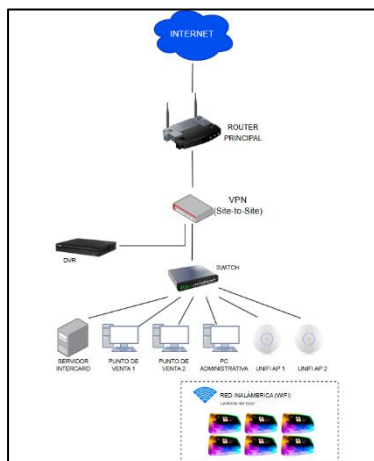 INTERNET
ROUTER
PRINCIPAL
VPN
(Site-to-Site)
DVR
SWITCH
SERVIDOR
INTERCARD
PUNTO DE
VENTA 1
PUNTO DE
VENTA 2
PC
ADMINISTRATIVA
UNIFI AP 1
UNIFI AP 2
RED INALÁMBRICA (WIFI)